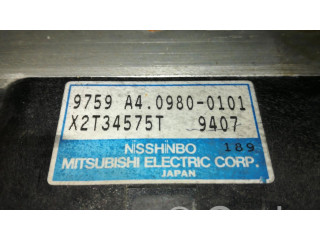 9759 A4.0980-0101
X2T34575T 9407
NISSHINBO 189
MITSUBISHI ELECTRIC CORP.
JAPAN